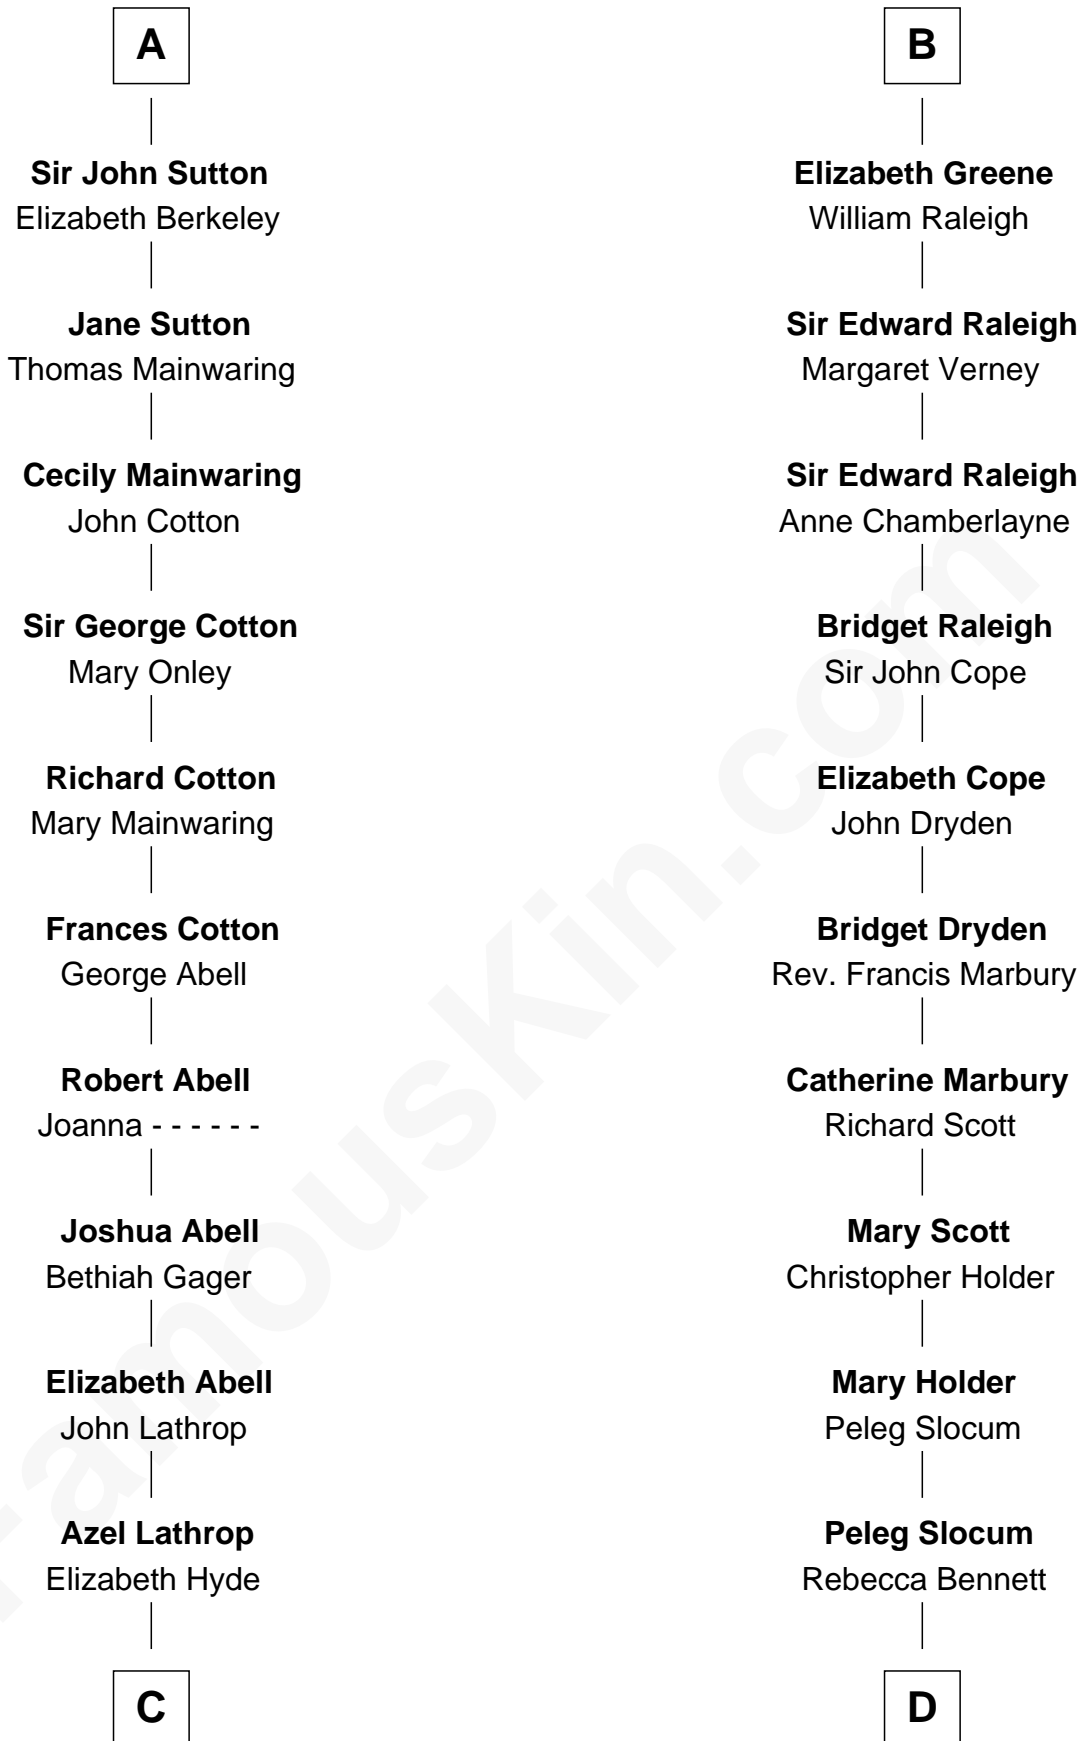 A
Sir John Sutton
Elizabeth Berkeley
Jane Sutton
Thomas Mainwaring
Cecily Mainwaring
John Cotton
Sir George Cotton
Mary Onley
Richard Cotton
Mary Mainwaring
Frances Cotton
George Abell
Robert Abell
Joanna - - - - - -
Joshua Abell
Bethiah Gager
Elizabeth Abell
John Lathrop
Azel Lathrop
Elizabeth Hyde
C
B
Elizabeth Greene
William Raleigh
Sir Edward Raleigh
Margaret Verney
Sir Edward Raleigh
Anne Chamberlayne
Bridget Raleigh
Sir John Cope
Elizabeth Cope
John Dryden
Bridget Dryden
Rev. Francis Marbury
Catherine Marbury
Richard Scott
Mary Scott
Christopher Holder
Mary Holder
Peleg Slocum
Peleg Slocum
Rebecca Bennett
D
FamousKin.com